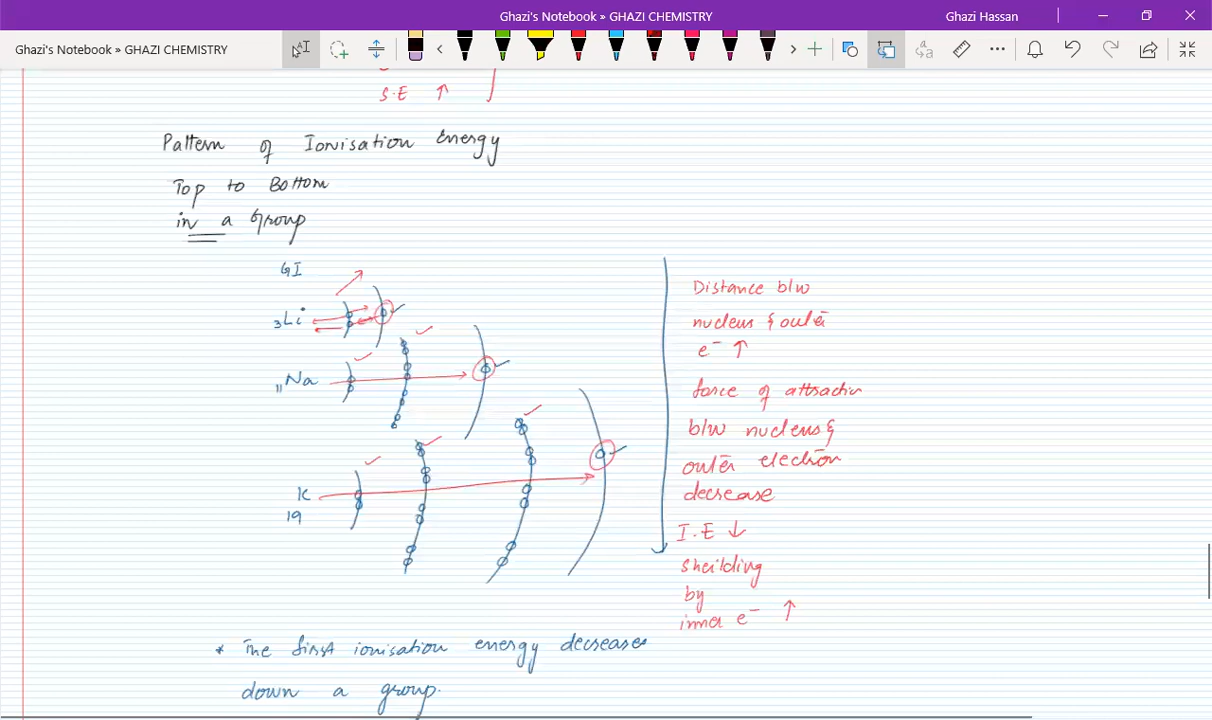 Ghazi's Notebook » GHAZI CHEMISTRY
Ghazi Hassan
Ghazi's Notebook » GHAZI CHEMISTRY
S.E ↑
Pattern of Ionisation Energy
Top to Bottom
in a Group
GI
3Li
11Na
K
19
Distance b/w
nucleus & outer
e⁻ ↑
force of attraction
b/w nucleus &
outer electron
decrease
I.E ↓
sheilding
by
inner e⁻ ↑
* The first ionisation energy decreases
down a group.